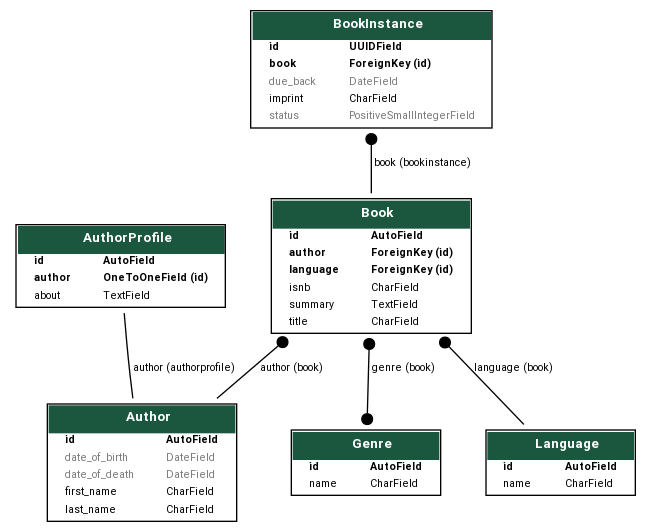 BookInstance
id UUIDField
book ForeignKey (id)
due_back DateField
imprint CharField
status PositiveSmallIntegerField
book (bookinstance)
Book
id AutoField
author ForeignKey (id)
language ForeignKey (id)
isnb CharField
summary TextField
title CharField
AuthorProfile
id AutoField
author OneToOneField (id)
about TextField
author (authorprofile)
author (book)
genre (book)
language (book)
Author
id AutoField
date_of_birth DateField
date_of_death DateField
first_name CharField
last_name CharField
Genre
id AutoField
name CharField
Language
id AutoField
name CharField